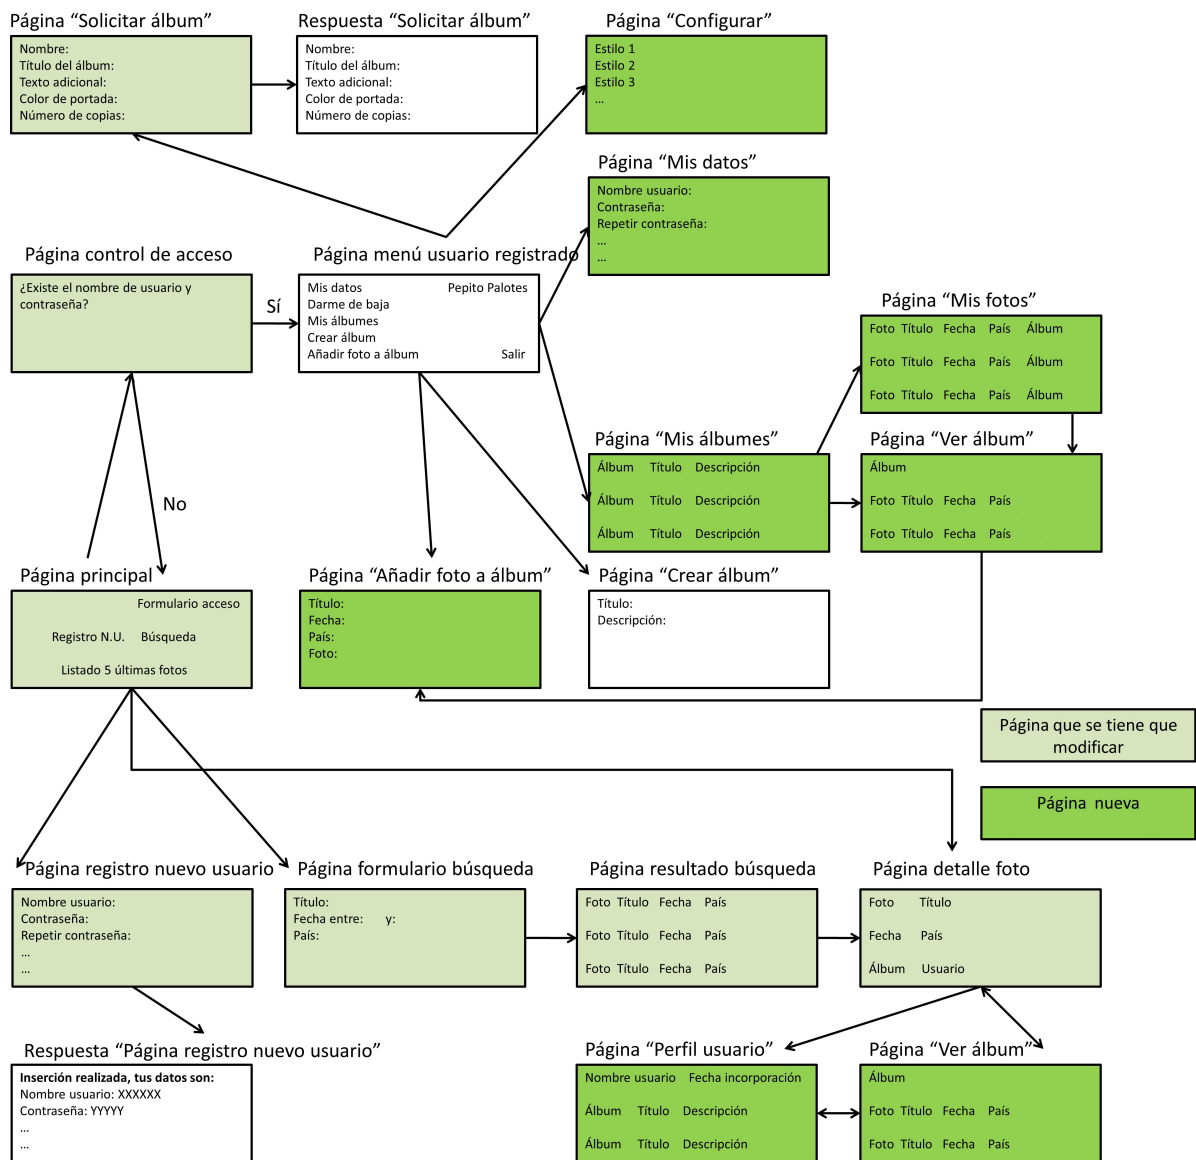 Página “Solicitar álbum”
Nombre:
Título del álbum:
Texto adicional:
Color de portada:
Número de copias:
Respuesta “Solicitar álbum”
Nombre:
Título del álbum:
Texto adicional:
Color de portada:
Número de copias:
Página “Configurar”
Estilo 1
Estilo 2
Estilo 3
...
Página “Mis datos”
Nombre usuario:
Contraseña:
Repetir contraseña:
...
...
Página control de acceso
¿Existe el nombre de usuario y
contraseña?
Sí
No
Página menú usuario registrado
Mis datos Pepito Palotes
Darme de baja
Mis álbumes
Crear álbum
Añadir foto a álbum Salir
Página “Mis fotos”
Foto Título Fecha País Álbum
Foto Título Fecha País Álbum
Foto Título Fecha País Álbum
Página “Mis álbumes”
Álbum Título Descripción
Álbum Título Descripción
Álbum Título Descripción
Página “Ver álbum”
Álbum
Foto Título Fecha País
Foto Título Fecha País
Página principal
Formulario acceso
Registro N.U. Búsqueda
Listado 5 últimas fotos
Página “Añadir foto a álbum”
Título:
Fecha:
País:
Foto:
Página “Crear álbum”
Título:
Descripción:
Página que se tiene que
modificar
Página nueva
Página registro nuevo usuario
Nombre usuario:
Contraseña:
Repetir contraseña:
...
...
Página formulario búsqueda
Título:
Fecha entre: y:
País:
Página resultado búsqueda
Foto Título Fecha País
Foto Título Fecha País
Foto Título Fecha País
Página detalle foto
Foto Título
Fecha País
Álbum Usuario
Respuesta “Página registro nuevo usuario”
Inserción realizada, tus datos son:
Nombre usuario: XXXXXX
Contraseña: YYYYY
...
...
Página “Perfil usuario”
Nombre usuario Fecha incorporación
Álbum Título Descripción
Álbum Título Descripción
Página “Ver álbum”
Álbum
Foto Título Fecha País
Foto Título Fecha País